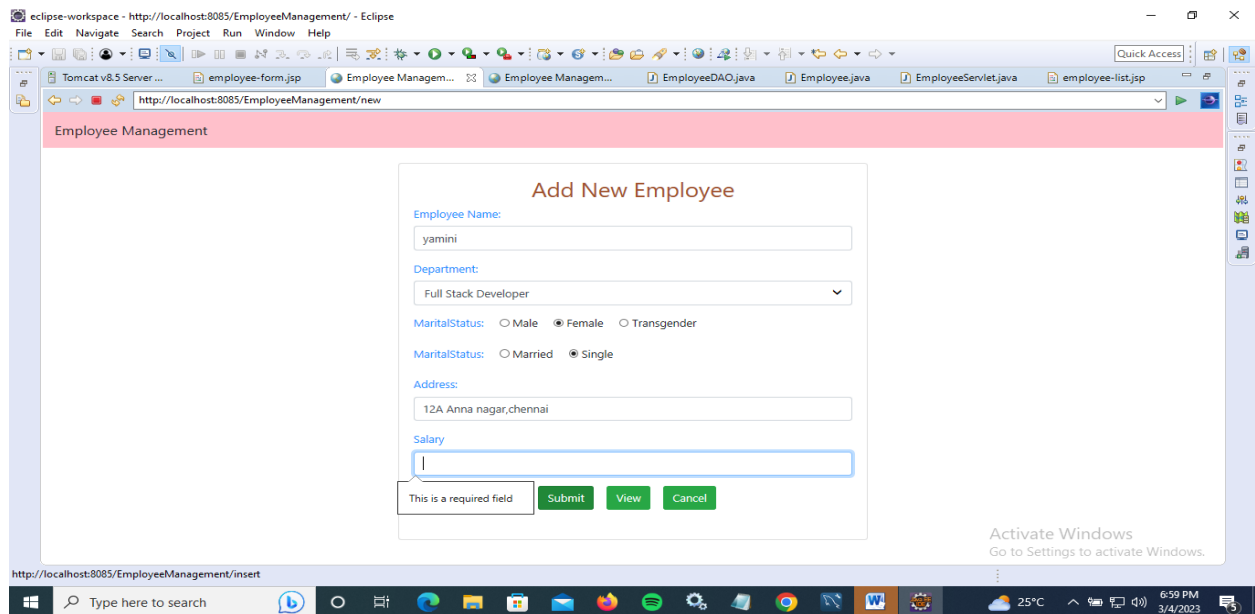 eclipse-workspace - http://localhost:8085/EmployeeManagement/ - Eclipse
File Edit Navigate Search Project Run Window Help
Quick Access
Tomcat v8.5 Server ... employee-form.jsp Employee Managem... Employee Managem... EmployeeDAO.java Employee.java EmployeeServlet.java employee-list.jsp
http://localhost:8085/EmployeeManagement/new
Employee Management
Add New Employee
Employee Name:
yamini
Department:
Full Stack Developer
MaritalStatus: Male Female Transgender
MaritalStatus: Married Single
Address:
12A Anna nagar,chennai
Salary
This is a required field Submit View Cancel
Activate Windows
Go to Settings to activate Windows.
http://localhost:8085/EmployeeManagement/insert
Type here to search 25°C 6:59 PM
3/4/2023